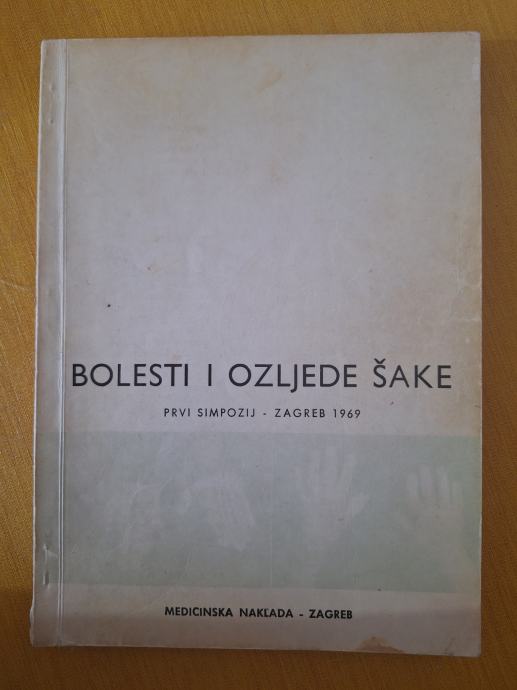 BOLESTI I OZLJEDE ŠAKE
PRVI SIMPOZIJ - ZAGREB 1969
MEDICINSKA NAKLADA - ZAGREB